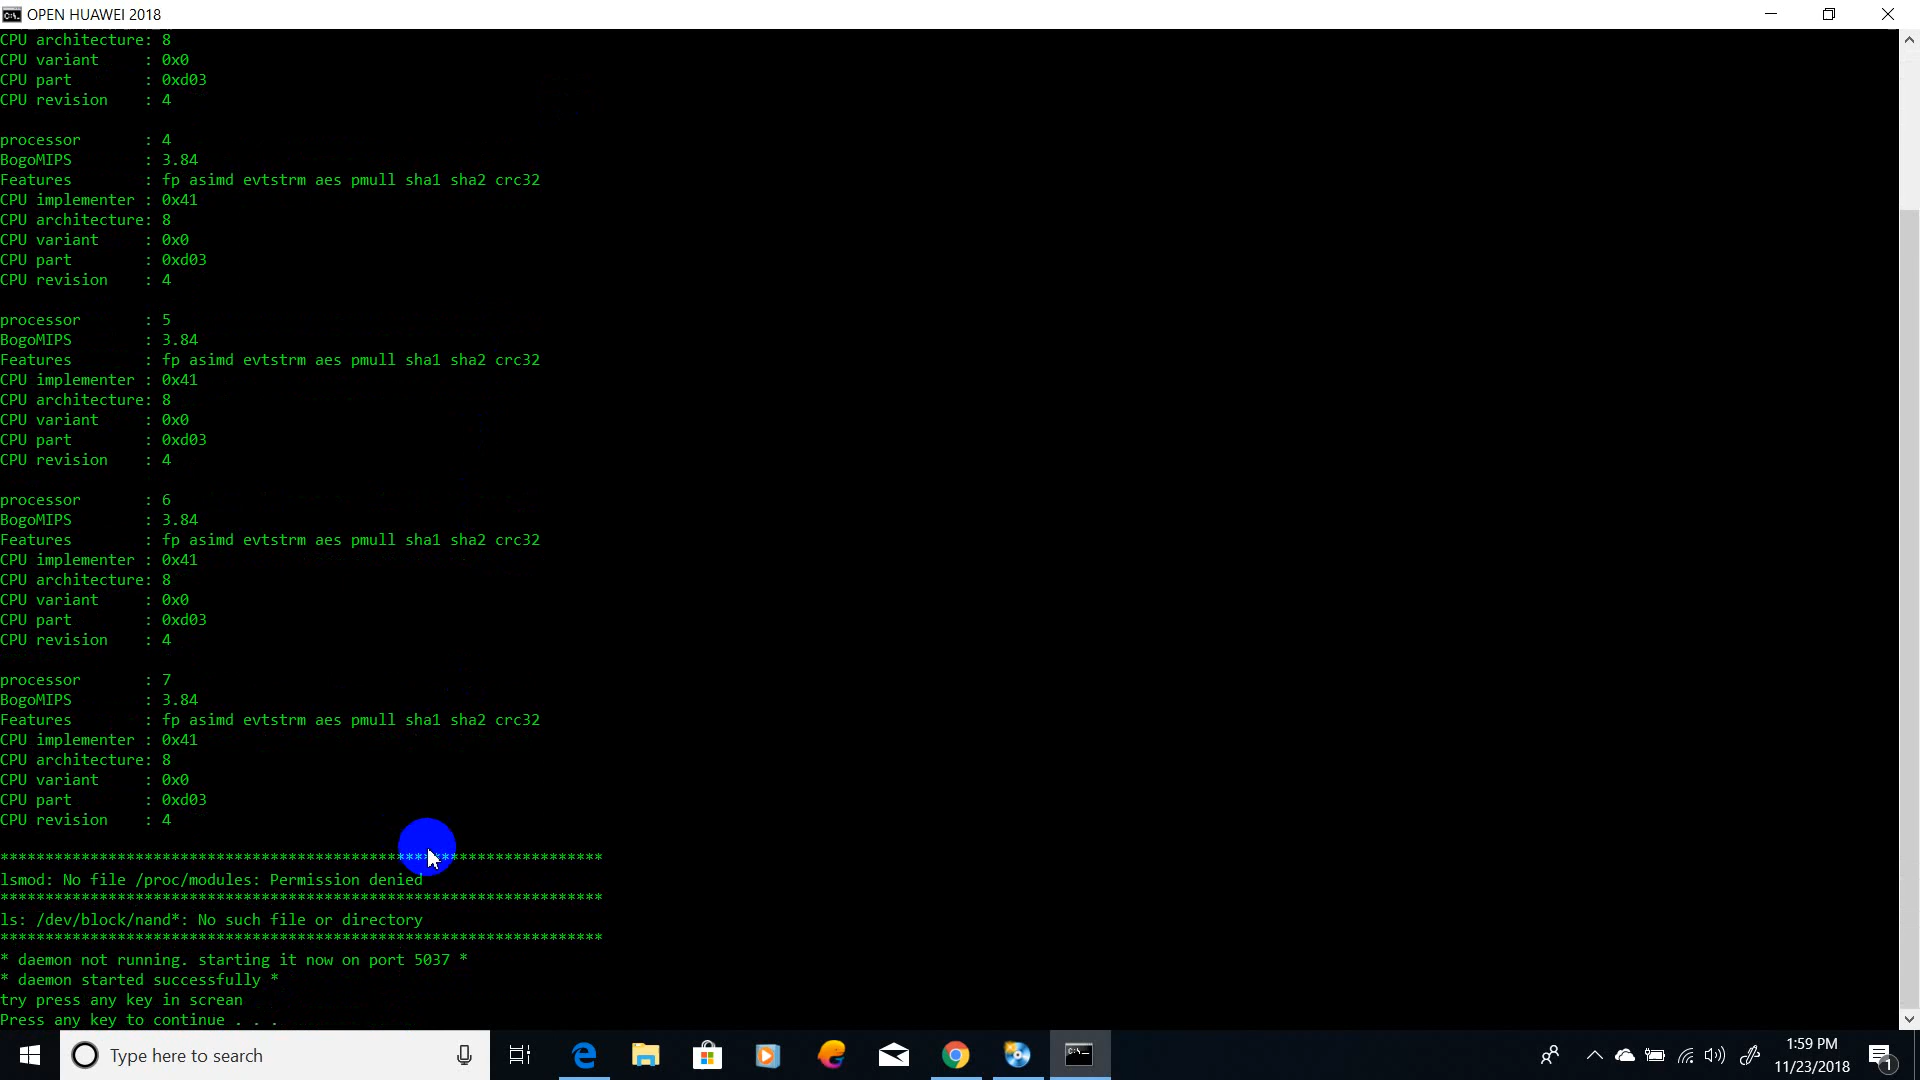 OPEN HUAWEI 2018
CPU architecture: 8
CPU variant     : 0x0
CPU part        : 0xd03
CPU revision    : 4
processor       : 4
BogoMIPS        : 3.84
Features        : fp asimd evtstrm aes pmull sha1 sha2 crc32
CPU implementer : 0x41
CPU architecture: 8
CPU variant     : 0x0
CPU part        : 0xd03
CPU revision    : 4
processor       : 5
BogoMIPS        : 3.84
Features        : fp asimd evtstrm aes pmull sha1 sha2 crc32
CPU implementer : 0x41
CPU architecture: 8
CPU variant     : 0x0
CPU part        : 0xd03
CPU revision    : 4
processor       : 6
BogoMIPS        : 3.84
Features        : fp asimd evtstrm aes pmull sha1 sha2 crc32
CPU implementer : 0x41
CPU architecture: 8
CPU variant     : 0x0
CPU part        : 0xd03
CPU revision    : 4
processor       : 7
BogoMIPS        : 3.84
Features        : fp asimd evtstrm aes pmull sha1 sha2 crc32
CPU implementer : 0x41
CPU architecture: 8
CPU variant     : 0x0
CPU part        : 0xd03
CPU revision    : 4
*******************************************************************
lsmod: No file /proc/modules: Permission denied
*******************************************************************
ls: /dev/block/nand*: No such file or directory
*******************************************************************
* daemon not running. starting it now on port 5037 *
* daemon started successfully *
try press any key in screan
Press any key to continue . . .
Type here to search
1:59 PM
11/23/2018
1